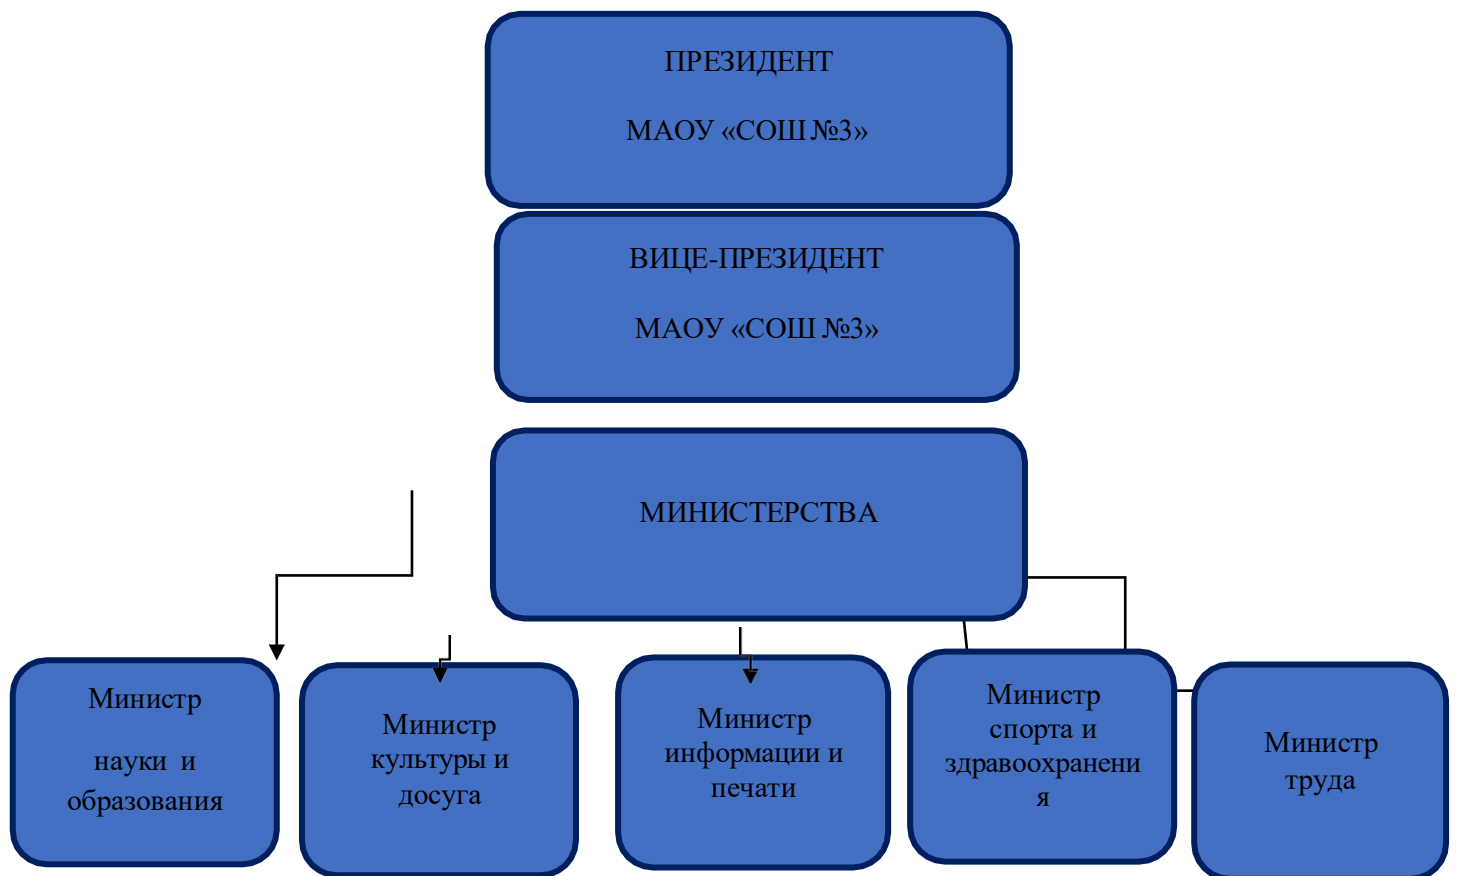 ПРЕЗИДЕНТ
МАОУ «СОШ №3»
ВИЦЕ-ПРЕЗИДЕНТ
МАОУ «СОШ №3»
МИНИСТЕРСТВА
Министр
науки и
образования
Министр
культуры и
досуга
Министр
информации и
печати
Министр
спорта и
здравоохранени
я
Министр
труда